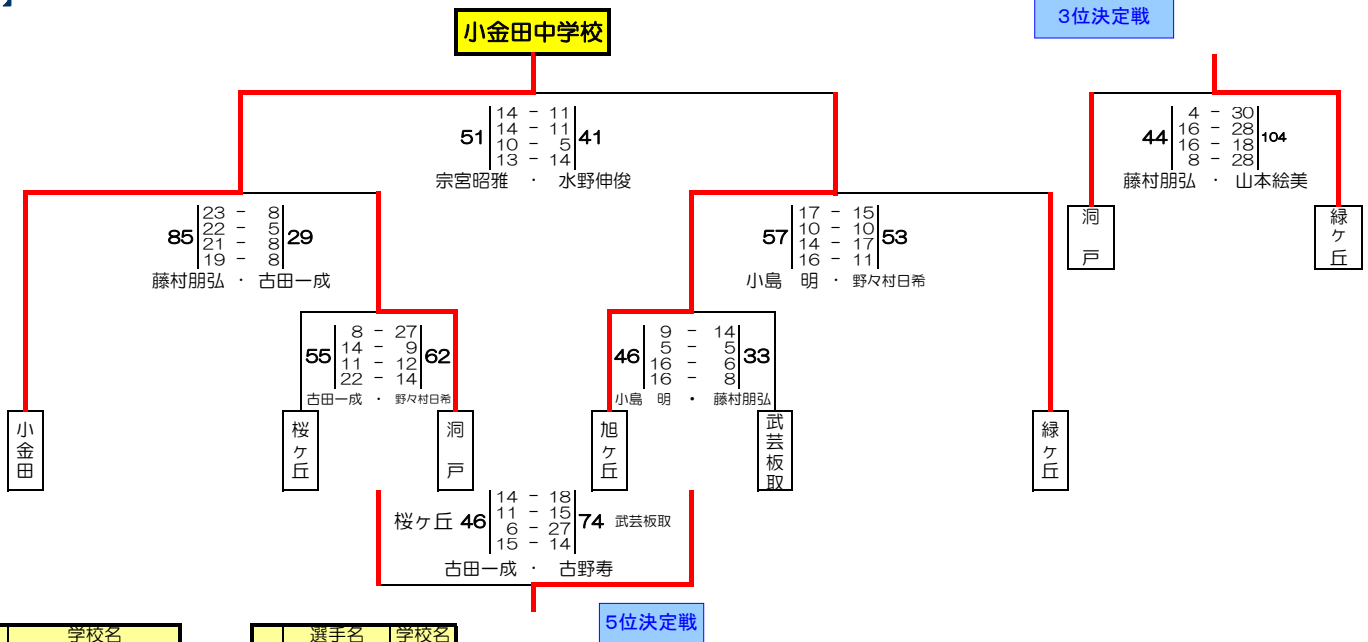 】
3位決定戦
小金田中学校
51 14 - 11 41
14 - 11
10 - 5
13 - 14
宗宮昭雅 ・ 水野伸俊
44 4 - 30 104
16 - 28
16 - 18
8 - 28
藤村朋弘 ・ 山本絵美
洞戸
緑ヶ丘
85 23 - 8 29
22 - 5
21 - 8
19 - 8
藤村朋弘 ・ 古田一成
57 17 - 15 53
10 - 10
14 - 17
16 - 11
小島 明 ・ 野々村日希
55 8 - 27 62
14 - 9
11 - 12
22 - 14
古田一成 ・ 野々村日希
46 9 - 14 33
5 - 5
16 - 6
16 - 8
小島 明 ・ 藤村朋弘
小金田
桜ヶ丘
洞戸
旭ヶ丘
武芸板取
緑ヶ丘
桜ヶ丘 46 14 - 18 74 武芸板取
11 - 15
6 - 27
15 - 14
古田一成 ・ 古野寿
5位決定戦
学校名
選手名 学校名